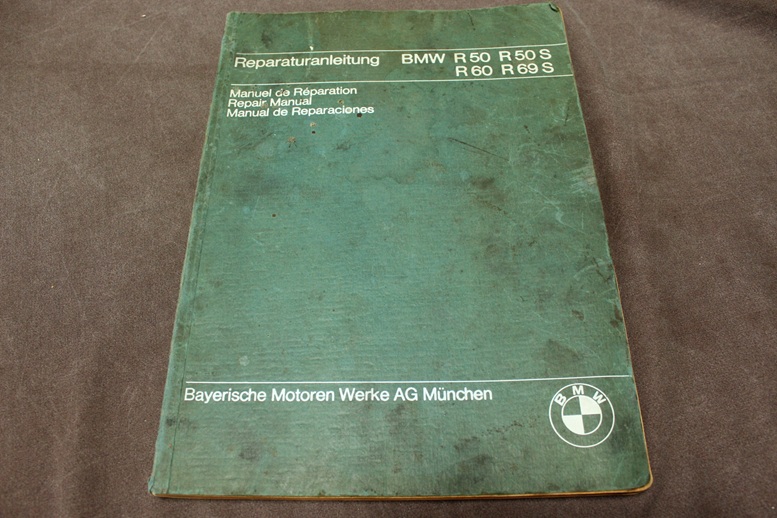 Reparaturanleitung BMW R 50 R 50 S
R 60 R 69 S
Manuel de Réparation
Repair Manual
Manual de Reparaciones
Bayerische Motoren Werke AG München
BMW